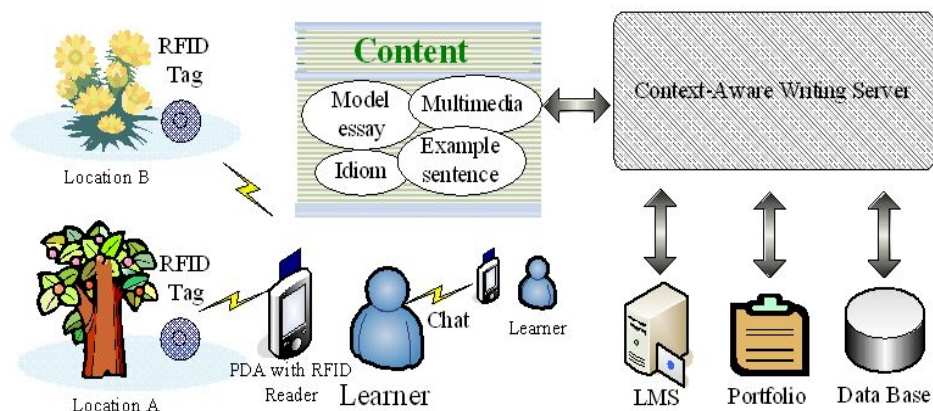 RFID
Tag
Location B
Content
Model
essay
Multimedia
Idiom
Example
sentence
Context-Aware Writing Server
RFID
Tag
Location A
PDA with RFID
Reader
Learner
Chat
Learner
LMS
Portfolio
Data Base